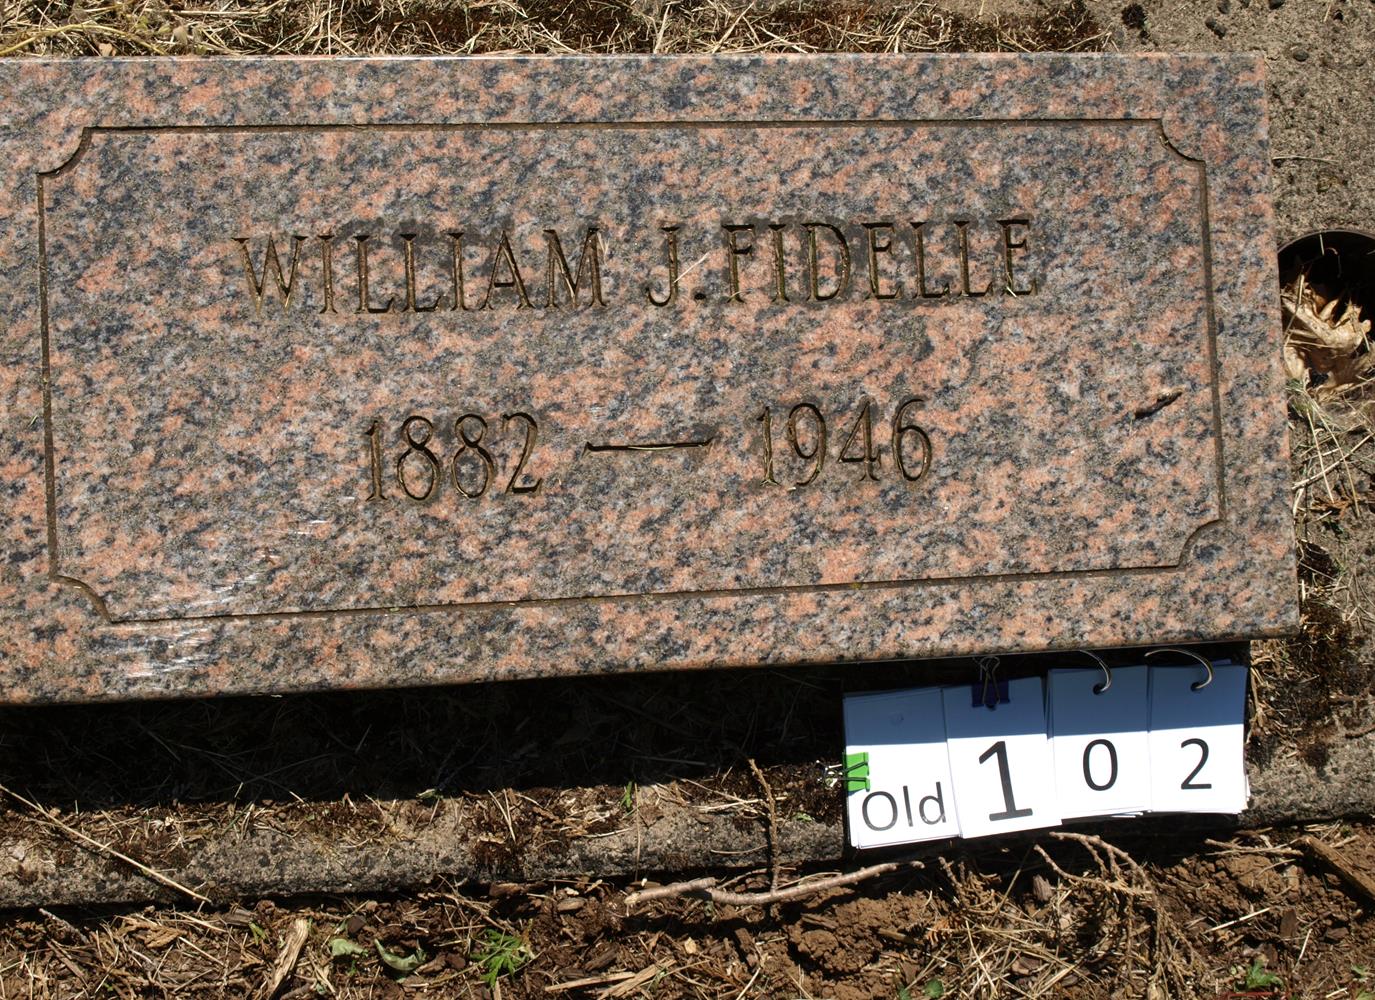 WILLIAM J. FIDELLE
1882 — 1946
Old 1 0 2